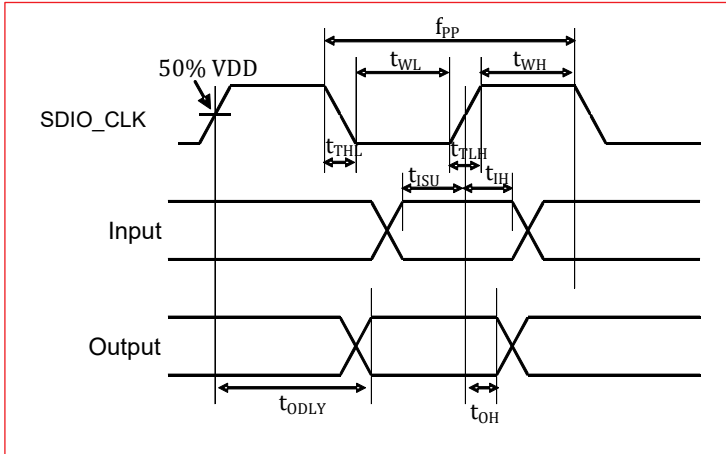 fPP
tWL
tWH
50% VDD
SDIO_CLK
tTHL
tTLH
tISU
tIH
Input
Output
tODLY
tOH